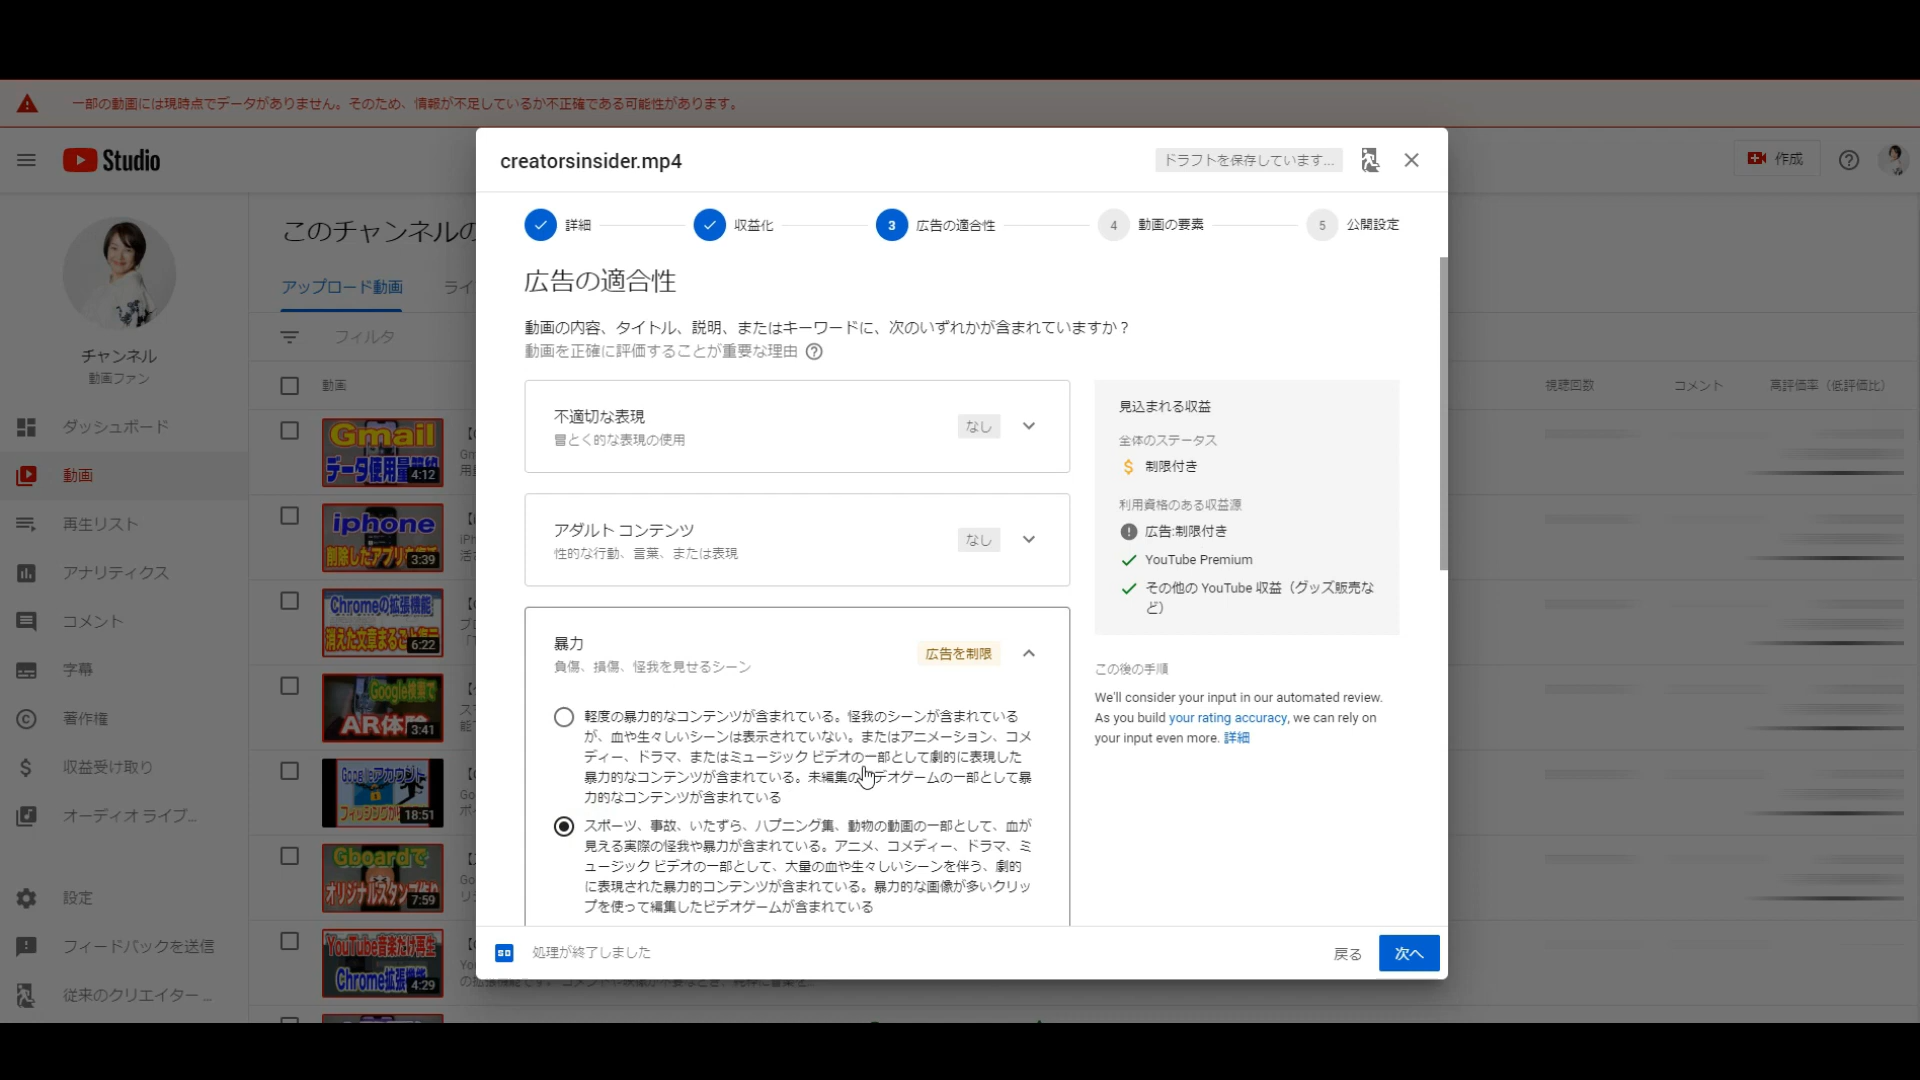 一部の動画には現時点でデータがありません。そのため、情報が不足しているか不正確である可能性があります。
Studio
作成
creatorsinsider.mp4
ドラフトを保存しています...
詳細
収益化
3 広告の適合性
4 動画の要素
5 公開設定
このチャンネルの
アップロード動画
ライ
フィルタ
動画
チャンネル
動画ファン
ダッシュボード
動画
再生リスト
アナリティクス
コメント
字幕
著作権
収益受け取り
オーディオ ライブ...
設定
フィードバックを送信
従来のクリエイター ...
Gmail
4:12
iphone
3:39
Chromeの拡張機能
6:22
Google検索で
AR体験
3:41
Googleアカウント
18:51
Gboardで
7:59
YouTube音楽だけ再生
Chrome拡張機能
4:29
広告の適合性
動画の内容、タイトル、説明、またはキーワードに、次のいずれかが含まれていますか？
動画を正確に評価することが重要な理由
不適切な表現
冒とく的な表現の使用
なし
アダルト コンテンツ
性的な行動、言葉、または表現
なし
暴力
負傷、損傷、怪我を見せるシーン
広告を制限
軽度の暴力的なコンテンツが含まれている。怪我のシーンが含まれている
が、血や生々しいシーンは表示されていない。またはアニメーション、コメ
ディー、ドラマ、またはミュージック ビデオの一部として劇的に表現した
暴力的なコンテンツが含まれている。未編集のデオゲームの一部として暴
力的なコンテンツが含まれている
スポーツ、事故、いたずら、ハプニング集、動物の動画の一部として、血が
見える実際の怪我や暴力が含まれている。アニメ、コメディー、ドラマ、ミ
ュージック ビデオの一部として、大量の血や生々しいシーンを伴う、劇的
に表現された暴力的コンテンツが含まれている。暴力的な画像が多いクリッ
プを使って編集したビデオゲームが含まれている
見込まれる収益
全体のステータス
制限付き
利用資格のある収益源
広告:制限付き
YouTube Premium
その他の YouTube 収益（グッズ販売な
ど）
この後の手順
We'll consider your input in our automated review.
As you build your rating accuracy, we can rely on
your input even more. 詳細
視聴回数
コメント
高評価率（低評価比）
SD
処理が終了しました
戻る
次へ